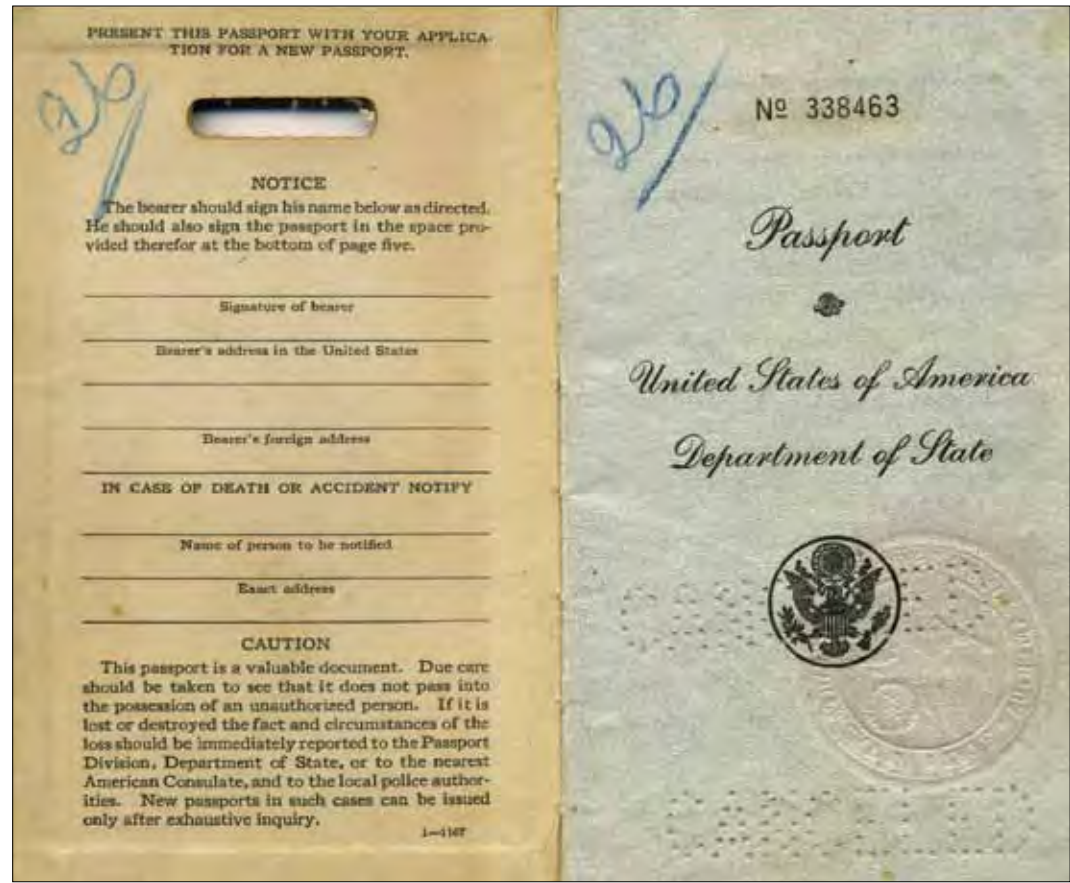 PRESENT THIS PASSPORT WITH YOUR APPLICA-
TION FOR A NEW PASSPORT.
26/
NOTICE
The bearer should sign his name below as directed.
He should also sign the passport in the space pro-
vided therefor at the bottom of page five.
Signature of bearer
Bearer's address in the United States
Bearer's foreign address
IN CASE OF DEATH OR ACCIDENT NOTIFY
Name of person to be notified
Exact address
CAUTION
This passport is a valuable document. Due care
should be taken to see that it does not pass into
the possession of an unauthorized person. If it is
lost or destroyed the fact and circumstances of the
loss should be immediately reported to the Passport
Division, Department of State, or to the nearest
American Consulate, and to the local police author-
ities. New passports in such cases can be issued
only after exhaustive inquiry.
1—1167
26/
Nº 338463
Passport
United States of America
Department of State